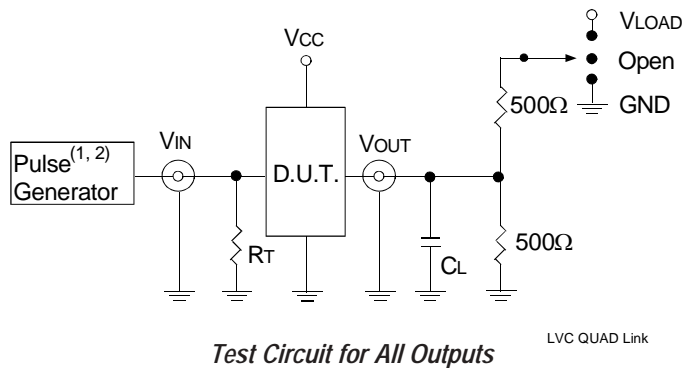 VLOAD
VCC
Open
500Ω
GND
VIN
VOUT
Pulse(1, 2)
Generator
D.U.T.
RT
CL
500Ω
LVC QUAD Link
Test Circuit for All Outputs